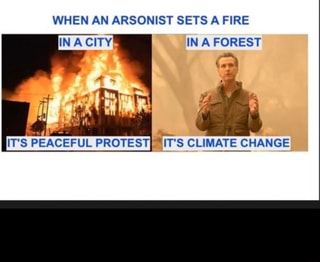 WHEN AN ARSONIST SETS A FIRE
IN A CITY
IN A FOREST
IT'S PEACEFUL PROTEST
IT'S CLIMATE CHANGE